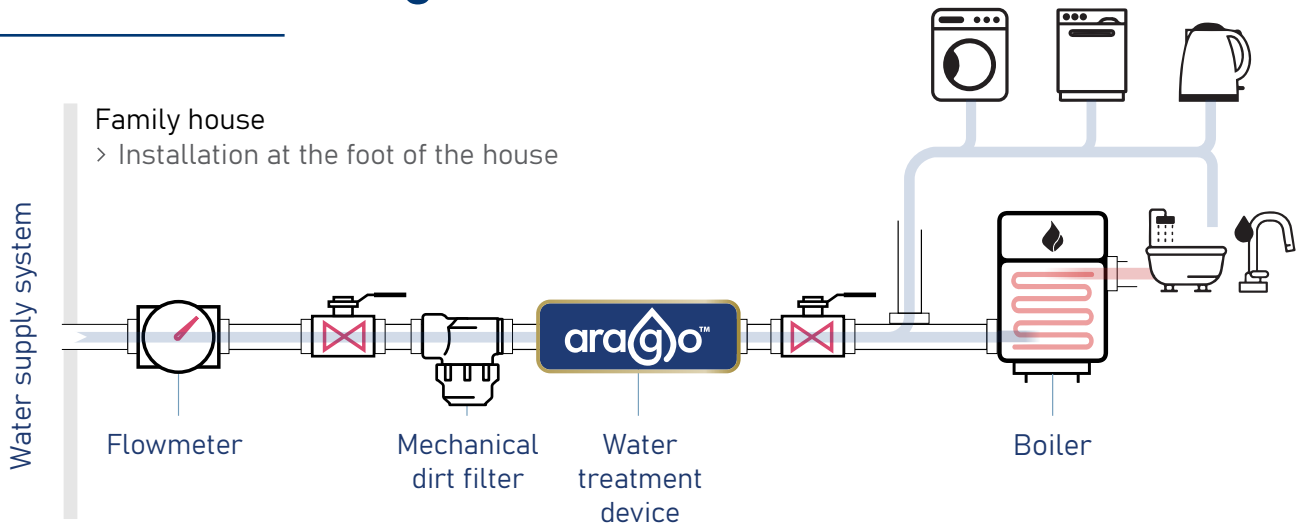 Family house
> Installation at the foot of the house
Water supply system
arago™
Flowmeter
Mechanical
dirt filter
Water
treatment
device
Boiler